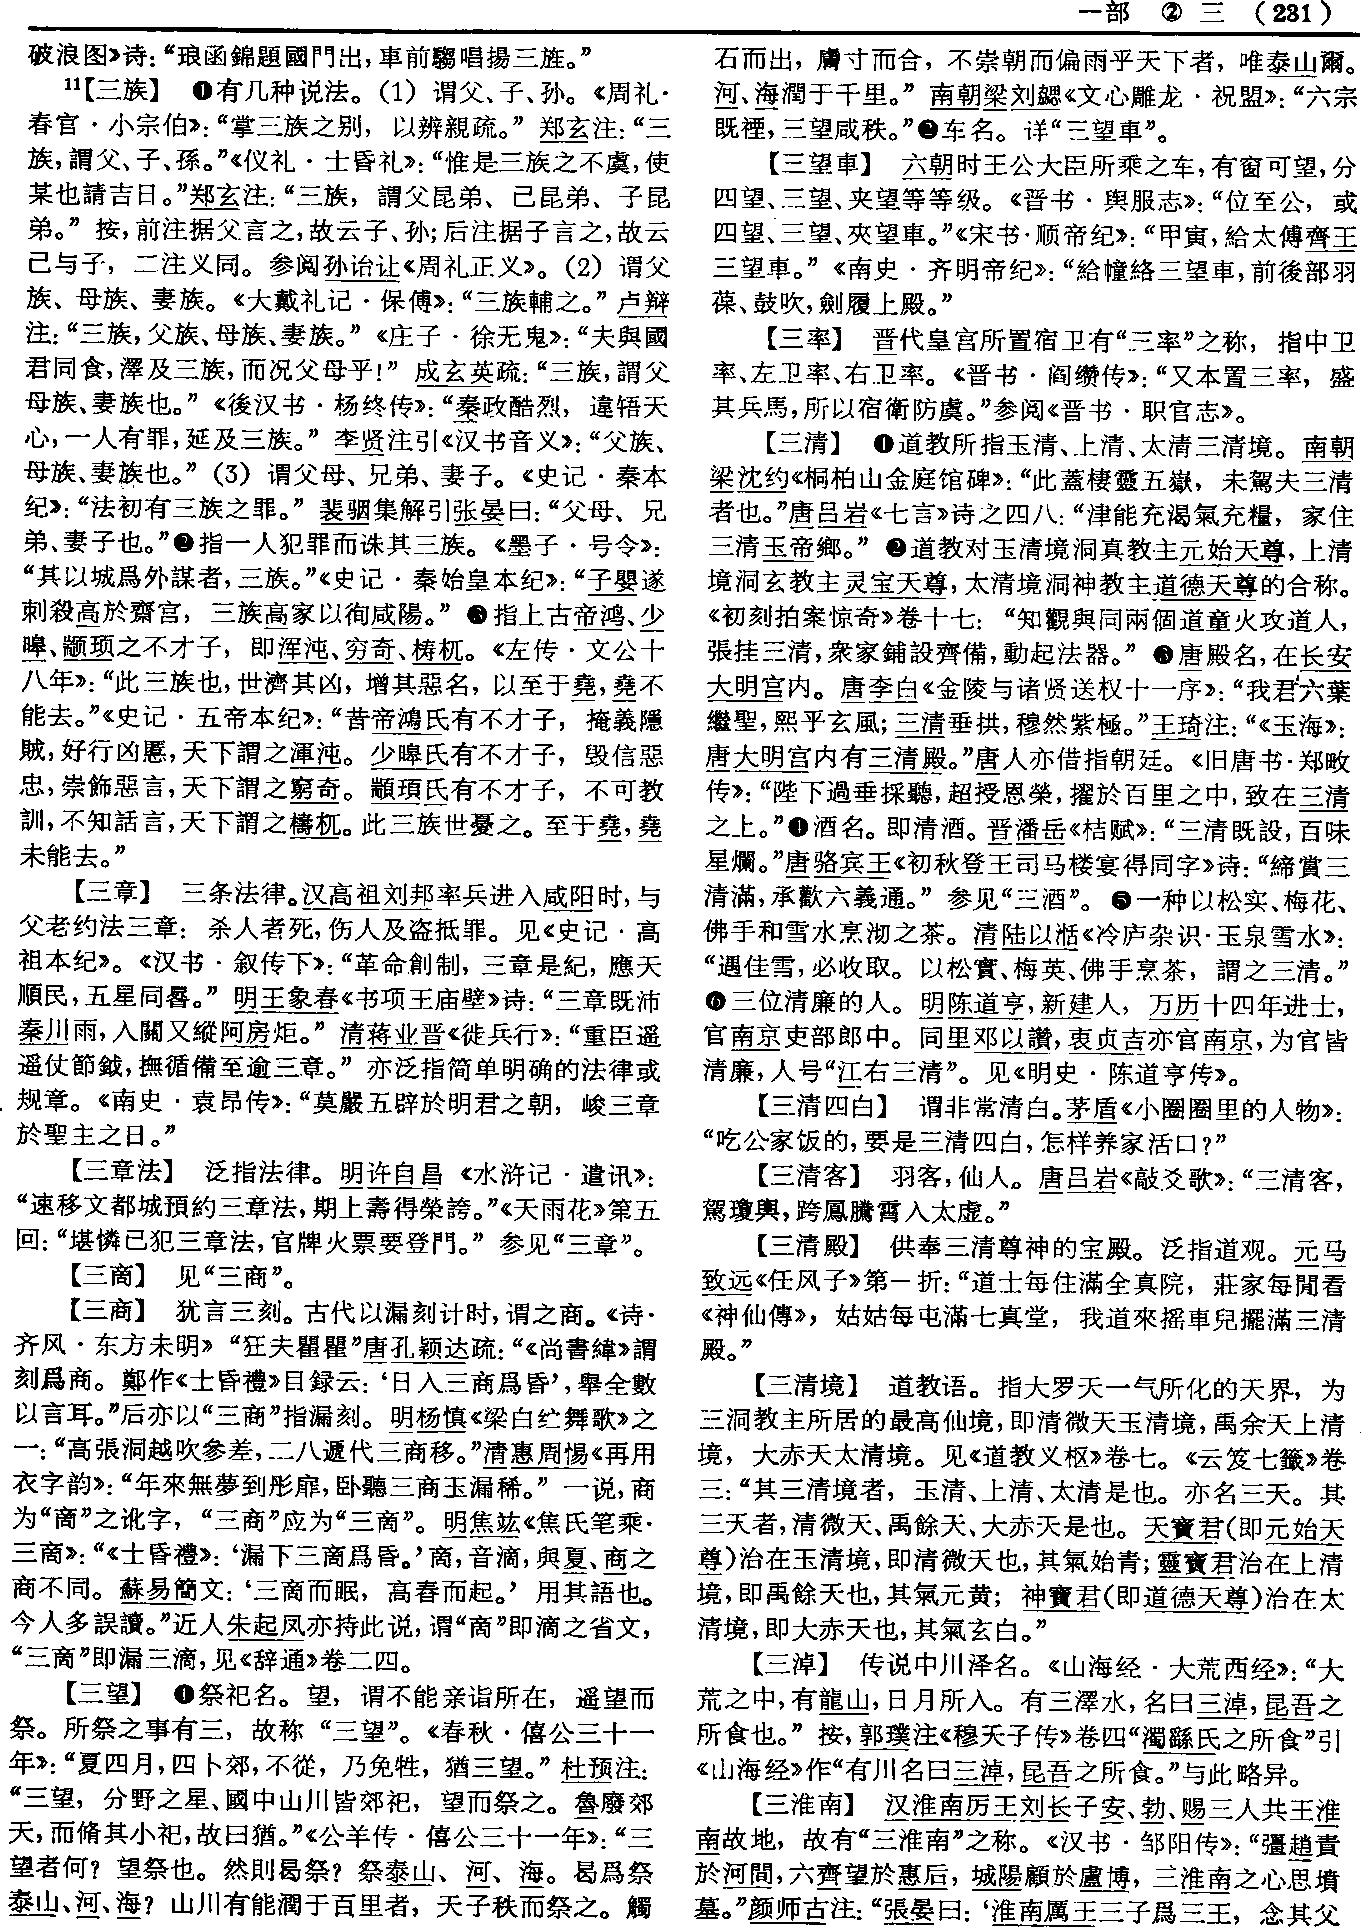 一部 ② 三 （231）
破浪图》诗：“琅函錦題國門出，車前騶唱揚三旌。”
11【三族】 ❶有几种说法。（1）谓父、子、孙。《周礼·
春官·小宗伯》：“掌三族之别，以辨親疏。”郑玄注：“三
族，謂父、子、孫。”《仪礼·士昏礼》：“惟是三族之不虞，使
某也請吉日。”郑玄注：“三族，謂父昆弟、己昆弟、子昆
弟。”按，前注据父言之，故云子、孙；后注据子言之，故云
己与子，二注义同。参阅孙诒让《周礼正义》。（2）谓父
族、母族、妻族。《大戴礼记·保傅》：“三族輔之。”卢辩
注：“三族，父族、母族、妻族。”《庄子·徐无鬼》：“夫與國
君同食，澤及三族，而况父母乎！”成玄英疏：“三族，謂父
母族、妻族也。”《後汉书·杨终传》：“秦政酷烈，違牾天
心，一人有罪，延及三族。”李贤注引《汉书音义》：“父族、
母族、妻族也。”（3）谓父母、兄弟、妻子。《史记·秦本
纪》：“法初有三族之罪。”裴骃集解引张晏曰：“父母、兄
弟、妻子也。”❷指一人犯罪而诛其三族。《墨子·号令》：
“其以城爲外謀者，三族。”《史记·秦始皇本纪》：“子嬰遂
刺殺高於齋宫，三族高家以徇咸陽。”❸指上古帝鸿、少
皞、颛顼之不才子，即浑沌、穷奇、梼杌。《左传·文公十
八年》：“此三族也，世濟其凶，增其惡名，以至于堯，堯不
能去。”《史记·五帝本纪》：“昔帝鴻氏有不才子，掩義隱
賊，好行凶慝，天下謂之渾沌。少皞氏有不才子，毁信惡
忠，崇飾惡言，天下謂之窮奇。顓頊氏有不才子，不可教
訓，不知話言，天下謂之檮杌。此三族世憂之。至于堯，堯
未能去。”
【三章】 三条法律。汉高祖刘邦率兵进入咸阳时，与
父老约法三章：杀人者死，伤人及盗抵罪。见《史记·高
祖本纪》。《汉书·叙传下》：“革命創制，三章是紀，應天
順民，五星同晷。”明王象春《书项王庙壁》诗：“三章既沛
秦川雨，入關又縱阿房炬。”清蒋业晋《徙兵行》：“重臣遥
遥仗節鉞，撫循備至逾三章。”亦泛指简单明确的法律或
规章。《南史·袁昂传》：“莫嚴五辟於明君之朝，峻三章
於聖主之日。”
【三章法】 泛指法律。明许自昌《水浒记·遣讯》：
“速移文都城預約三章法，期上壽得榮誇。”《天雨花》第五
回：“堪憐已犯三章法，官牌火票要登門。”参见“三章”。
【三啇】 见“三商”。
【三商】 犹言三刻。古代以漏刻计时，谓之商。《诗·
齐风·东方未明》“狂夫瞿瞿”唐孔颖达疏：“《尚書緯》謂
刻爲商。鄭作《士昏禮》目録云：‘日入三商爲昏’，舉全數
以言耳。”后亦以“三商”指漏刻。明杨慎《梁白纻舞歌》之
一：“高張洞越吹參差，二八遞代三商移。”清惠周惕《再用
衣字韵》：“年來無夢到彤扉，卧聽三商玉漏稀。”一说，商
为“啇”之讹字，“三商”应为“三啇”。明焦竑《焦氏笔乘·
三啇》：“《士昏禮》：‘漏下三啇爲昏。’啇，音滴，與夏、商之
商不同。蘇易簡文：‘三啇而眠，高舂而起。’用其語也。
今人多誤讀。”近人朱起凤亦持此说，谓“啇”即滴之省文，
“三啇”即漏三滴，见《辞通》卷二四。
【三望】 ❶祭祀名。望，谓不能亲诣所在，遥望而
祭。所祭之事有三，故称“三望”。《春秋·僖公三十一
年》：“夏四月，四卜郊，不從，乃免牲，猶三望。”杜预注：
“三望，分野之星、國中山川皆郊祀，望而祭之。魯廢郊
天，而脩其小祀，故曰猶。”《公羊传·僖公三十一年》：“三
望者何？望祭也。然則曷祭？祭泰山、河、海。曷爲祭
泰山、河、海？山川有能潤于百里者，天子秩而祭之。觸
石而出，膚寸而合，不崇朝而偏雨乎天下者，唯泰山爾。
河、海潤于千里。”南朝梁刘勰《文心雕龙·祝盟》：“六宗
既禋，三望咸秩。”❷车名。详“三望車”。
【三望車】 六朝时王公大臣所乘之车，有窗可望，分
四望、三望、夹望等等级。《晋书·舆服志》：“位至公，或
四望、三望、夾望車。”《宋书·顺帝纪》：“甲寅，給太傅齊王
三望車。”《南史·齐明帝纪》：“給幢絡三望車，前後部羽
葆、鼓吹，劍履上殿。”
【三率】 晋代皇宫所置宿卫有“三率”之称，指中卫
率、左卫率、右卫率。《晋书·阎缵传》：“又本置三率，盛
其兵馬，所以宿衛防虞。”参阅《晋书·职官志》。
【三清】 ❶道教所指玉清、上清、太清三清境。南朝
梁沈约《桐柏山金庭馆碑》：“此蓋棲靈五嶽，未駕夫三清
者也。”唐吕岩《七言》诗之四八：“津能充渴氣充糧，家住
三清玉帝鄉。”❷道教对玉清境洞真教主元始天尊，上清
境洞玄教主灵宝天尊，太清境洞神教主道德天尊的合称。
《初刻拍案惊奇》卷十七：“知觀與同兩個道童火攻道人，
張挂三清，衆家鋪設齊備，動起法器。”❸唐殿名，在长安
大明宫内。唐李白《金陵与诸贤送权十一序》：“我君六葉
繼聖，熙乎玄風；三清垂拱，穆然紫極。”王琦注：“《玉海》：
唐大明宫内有三清殿。”唐人亦借指朝廷。《旧唐书·郑畋
传》：“陛下過垂採聽，超授恩榮，擢於百里之中，致在三清
之上。”❹酒名。即清酒。晋潘岳《桔赋》：“三清既設，百味
星爛。”唐骆宾王《初秋登王司马楼宴得同字》诗：“締賞三
清滿，承歡六義通。”参见“三酒”。❺一种以松实、梅花、
佛手和雪水烹沏之茶。清陆以湉《冷庐杂识·玉泉雪水》：
“遇佳雪，必收取。以松實、梅英、佛手烹茶，謂之三清。”
❻三位清廉的人。明陈道亨，新建人，万历十四年进士，
官南京吏部郎中。同里邓以讚，衷贞吉亦官南京，为官皆
清廉，人号“江右三清”。见《明史·陈道亨传》。
【三清四白】 谓非常清白。茅盾《小圈圈里的人物》：
“吃公家饭的，要是三清四白，怎样养家活口？”
【三清客】 羽客，仙人。唐吕岩《敲爻歌》：“三清客，
駕瓊輿，跨鳳騰霄入太虚。”
【三清殿】 供奉三清尊神的宝殿。泛指道观。元马
致远《任风子》第一折：“道士每住滿全真院，莊家每閒看
《神仙傳》，姑姑每屯滿七真堂，我道來摇車兒擺滿三清
殿。”
【三清境】 道教语。指大罗天一气所化的天界，为
三洞教主所居的最高仙境，即清微天玉清境，禹余天上清
境，大赤天太清境。见《道教义枢》卷七。《云笈七籤》卷
三：“其三清境者，玉清、上清、太清是也。亦名三天。其
三天者，清微天、禹餘天、大赤天是也。天寶君（即元始天
尊）治在玉清境，即清微天也，其氣始青；靈寶君治在上清
境，即禹餘天也，其氣元黄；神寶君（即道德天尊）治在太
清境，即大赤天也，其氣玄白。”
【三淖】 传说中川泽名。《山海经·大荒西经》：“大
荒之中，有龍山，日月所入。有三澤水，名曰三淖，昆吾之
所食也。”按，郭璞注《穆天子传》卷四“濁繇氏之所食”引
《山海经》作“有川名曰三淖，昆吾之所食。”与此略异。
【三淮南】 汉淮南厉王刘长子安、勃、赐三人共王淮
南故地，故有“三淮南”之称。《汉书·邹阳传》：“彊趙責
於河間，六齊望於惠后，城陽顧於盧博，三淮南之心思墳
墓。”颜师古注：“張晏曰：‘淮南厲王三子爲三王，念其父